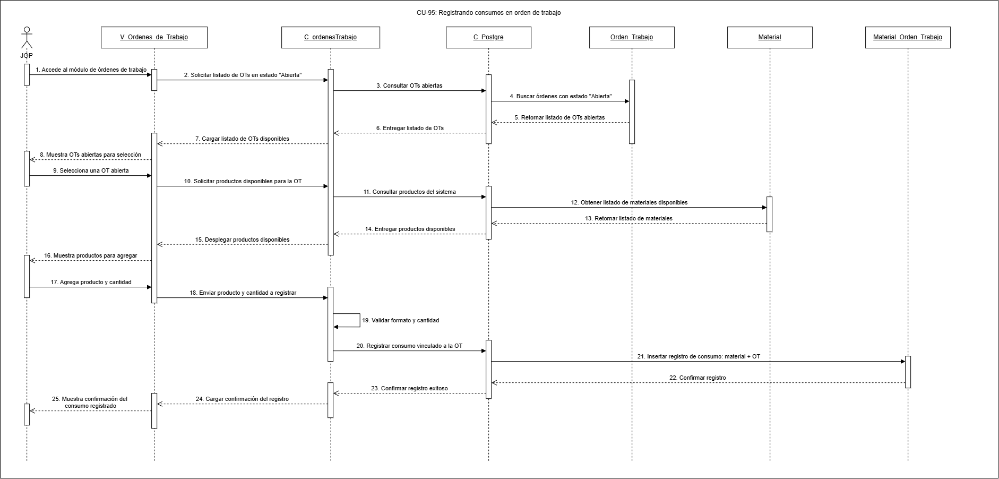 CU-95: Registrando consumos en orden de trabajo
JOP
V_Ordenes_de_Trabajo
C_ordenesTrabajo
C_Postgre
Orden_Trabajo
Material
Material_Orden_Trabajo
1. Accede al módulo de órdenes de trabajo
2. Solicitar listado de OTs en estado "Abierta"
3. Consultar OTs abiertas
4. Buscar órdenes con estado "Abierta"
5. Retornar listado de OTs abiertas
6. Entregar listado de OTs
7. Cargar listado de OTs disponibles
8. Muestra OTs abiertas para selección
9. Selecciona una OT abierta
10. Solicitar productos disponibles para la OT
11. Consultar productos del sistema
12. Obtener listado de materiales disponibles
13. Retornar listado de materiales
14. Entregar productos disponibles
15. Desplegar productos disponibles
16. Muestra productos para agregar
17. Agrega producto y cantidad
18. Enviar producto y cantidad a registrar
19. Validar formato y cantidad
20. Registrar consumo vinculado a la OT
21. Insertar registro de consumo: material + OT
22. Confirmar registro
23. Confirmar registro exitoso
24. Cargar confirmación del registro
25. Muestra confirmación del
consumo registrado